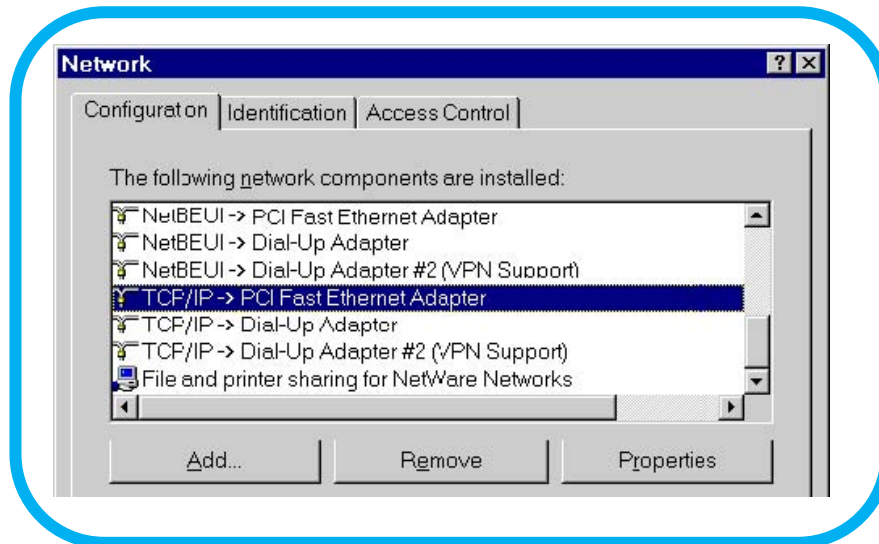 Network
Configuraton Identification Access Control
The following network components are installed:
NetBEUI -> PCI Fast Ethernet Adapter
NetBEUI -> Dial-Up Adapter
NetBEUI -> Dial-Up Adapter #2 (VPN Support)
TCP/IP -> PCI Fast Ethernet Adapter
TCP/IP -> Dial-Up Adapter
TCP/IP -> Dial-Up Adapter #2 (VPN Support)
File and printer sharing for NetWare Networks
Add... Remove Properties